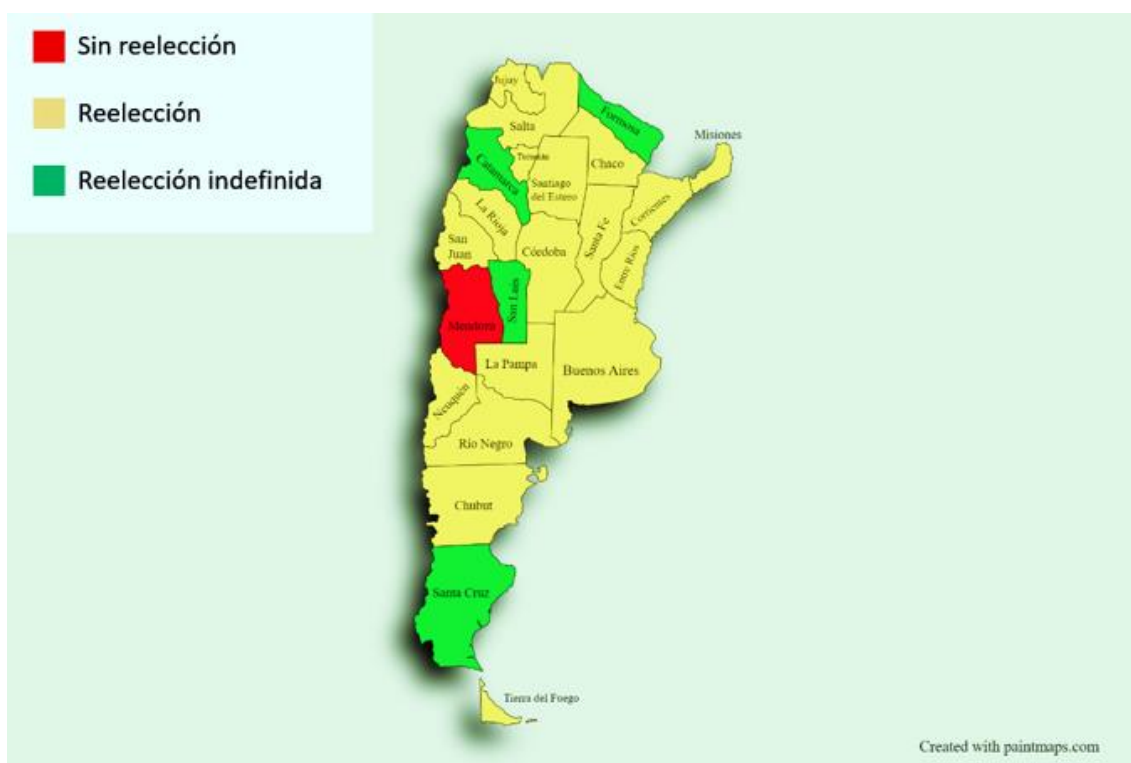 Sin reelección
Reelección
Reelección indefinida
Jujuy
Formosa
Salta
Misiones
Tucumán
Chaco
Catamarca
Santiago
del Estero
Corrientes
La Rioja
Santa Fe
San
Juan
Córdoba
Entre Ríos
San Luis
Mendoza
La Pampa
Buenos Aires
Neuquén
Río Negro
Chubut
Santa Cruz
Tierra del Fuego
Created with paintmaps.com